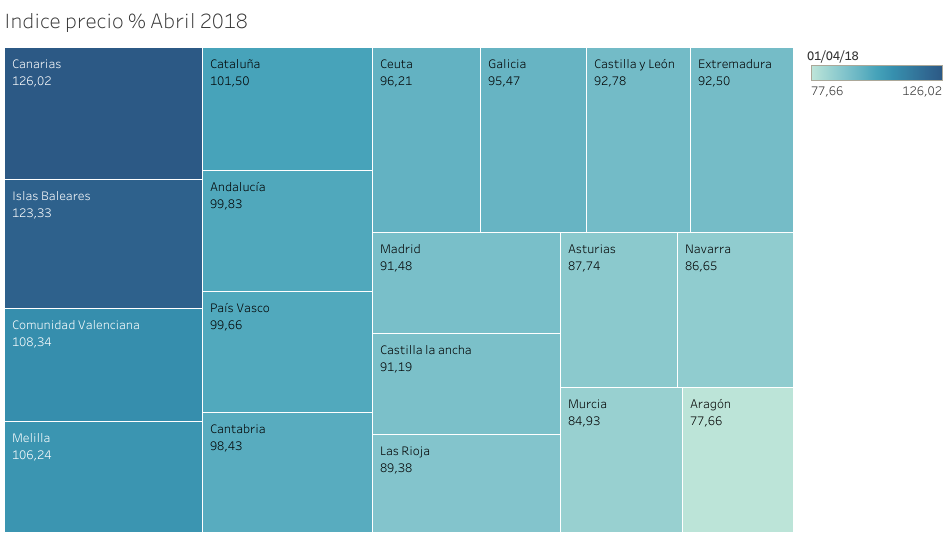 Indice precio % Abril 2018
Canarias
126,02
Islas Baleares
123,33
Comunidad Valenciana
108,34
Melilla
106,24
Cataluña
101,50
Andalucía
99,83
País Vasco
99,66
Cantabria
98,43
Ceuta
96,21
Galicia
95,47
Castilla y León
92,78
Extremadura
92,50
Madrid
91,48
Castilla la ancha
91,19
Las Rioja
89,38
Asturias
87,74
Navarra
86,65
Murcia
84,93
Aragón
77,66
01/04/18
77,66 126,02